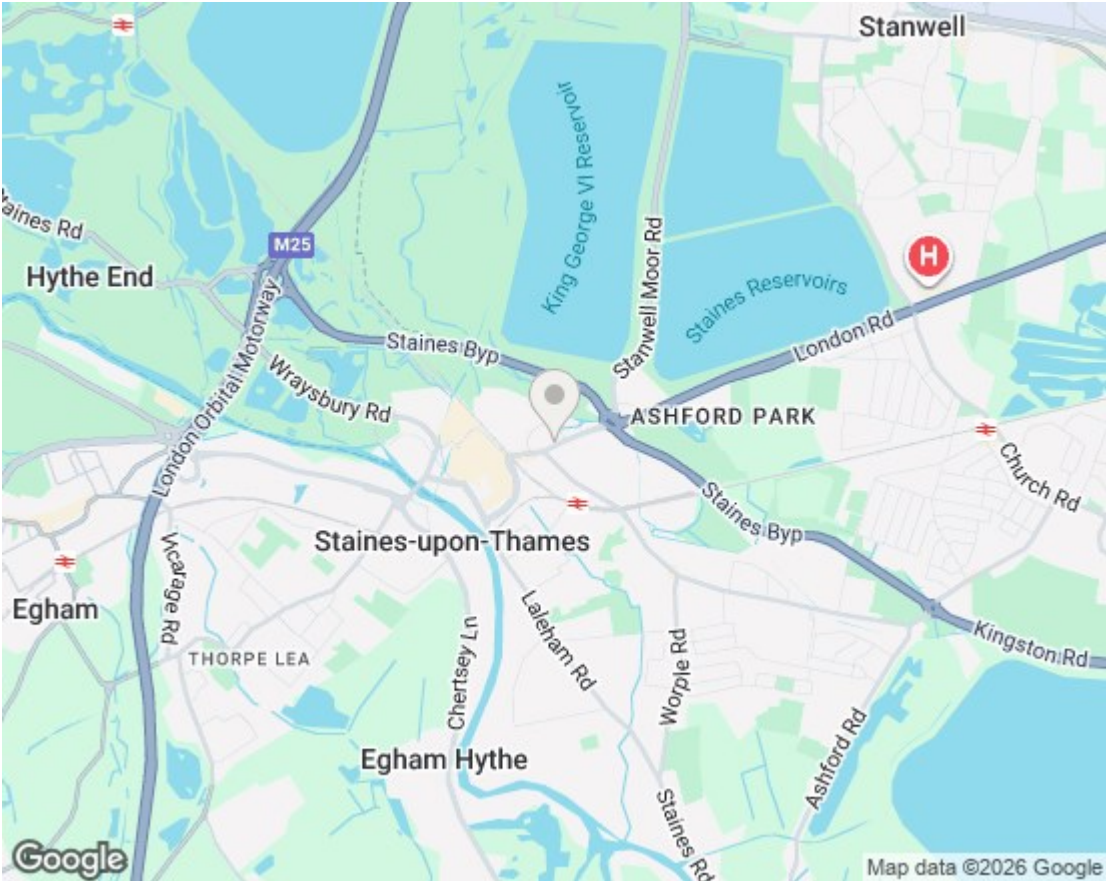 Stanwell
King George VI Reservoir
Stanwell Moor Rd
Staines Reservoirs
H
Staines Rd
M25
Hythe End
London Orbital Motorway
Staines Byp
London Rd
Wraysbury Rd
ASHFORD PARK
Church Rd
Staines Byp
Staines-upon-Thames
Vicarage Rd
Egham
Laleham Rd
Chertsey Ln
Worple Rd
Kingston Rd
THORPE LEA
Ashford Rd
Egham Hythe
Staines Rd
Google
Map data ©2026 Google